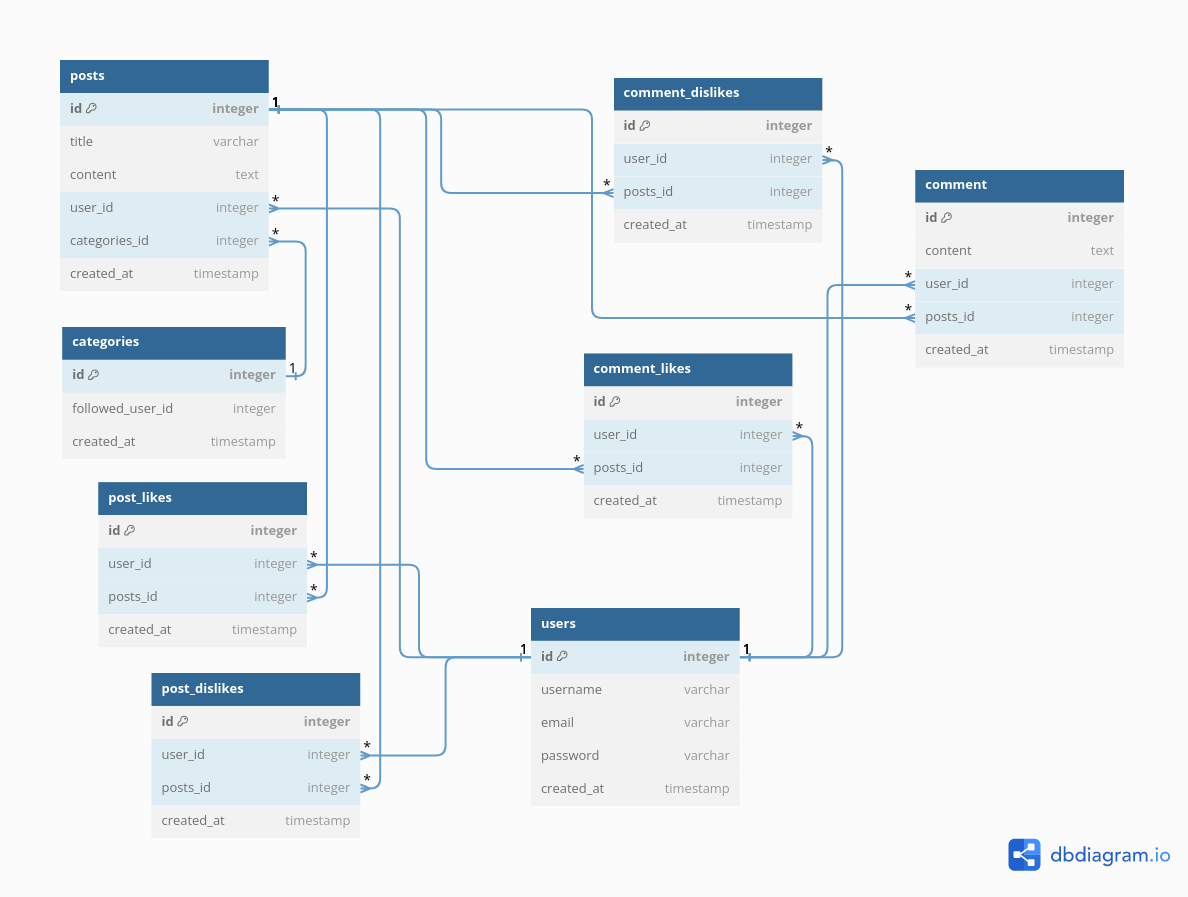 posts
id integer
title varchar
content text
user_id integer
categories_id integer
created_at timestamp
1
*
*
categories
id integer
followed_user_id integer
created_at timestamp
1
post_likes
id integer
user_id integer
posts_id integer
created_at timestamp
*
*
post_dislikes
id integer
user_id integer
posts_id integer
created_at timestamp
*
*
comment_dislikes
id integer
user_id integer
posts_id integer
created_at timestamp
*
*
comment_likes
id integer
user_id integer
posts_id integer
created_at timestamp
*
*
users
id integer
username varchar
email varchar
password varchar
created_at timestamp
1
1
comment
id integer
content text
user_id integer
posts_id integer
created_at timestamp
*
*
dbdiagram.io